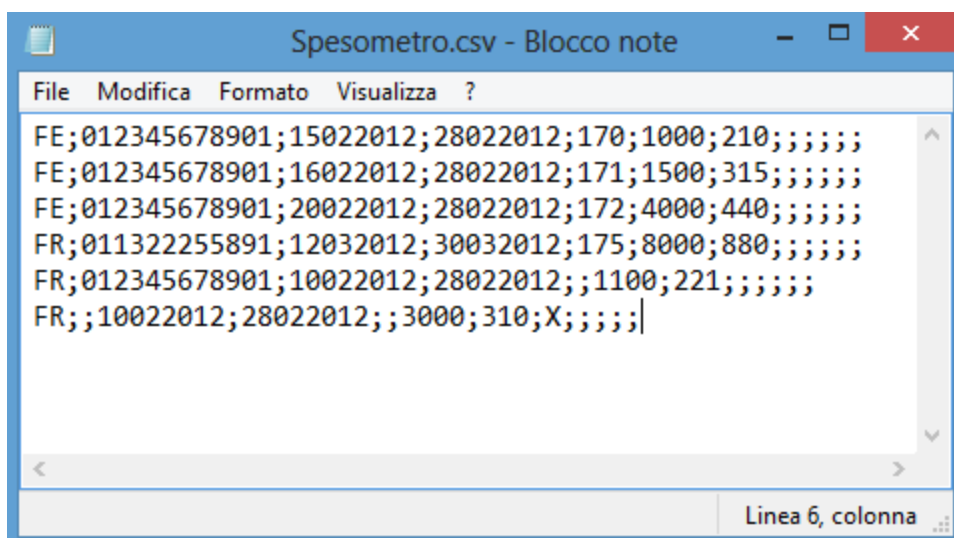 Spesometro.csv - Blocco note
File Modifica Formato Visualizza ?
FE;012345678901;15022012;28022012;170;1000;210;;;;;;
FE;012345678901;16022012;28022012;171;1500;315;;;;;;
FE;012345678901;20022012;28022012;172;4000;440;;;;;;
FR;011322255891;12032012;30032012;175;8000;880;;;;;;
FR;012345678901;10022012;28022012;;1100;221;;;;;;
FR;;10022012;28022012;;3000;310;X;;;;;
Linea 6, colonna